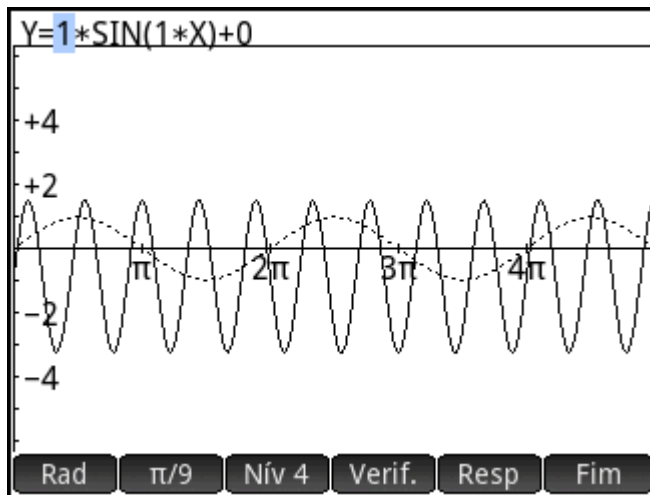 Y=1*SIN(1*X)+0
+4
+2
π 2π 3π 4π
−2
−4
Rad π/9 Nív 4 Verif. Resp Fim